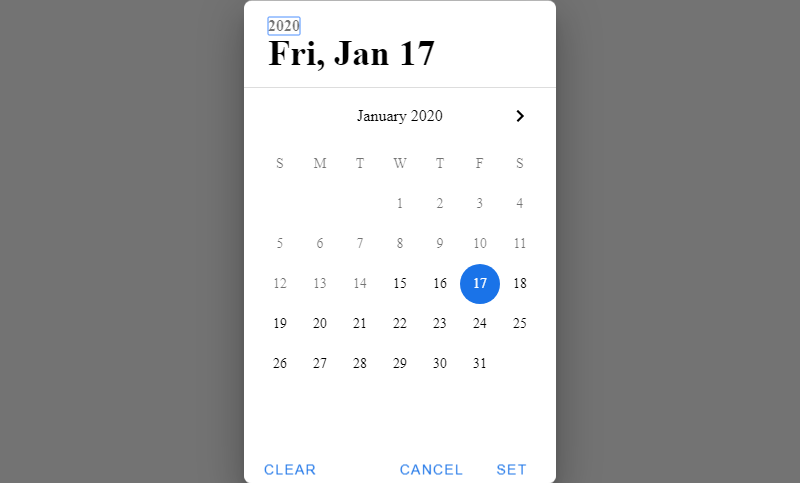 2020
Fri, Jan 17
January 2020
S M T W T F S
1 2 3 4
5 6 7 8 9 10 11
12 13 14 15 16 17 18
19 20 21 22 23 24 25
26 27 28 29 30 31
CLEAR CANCEL SET